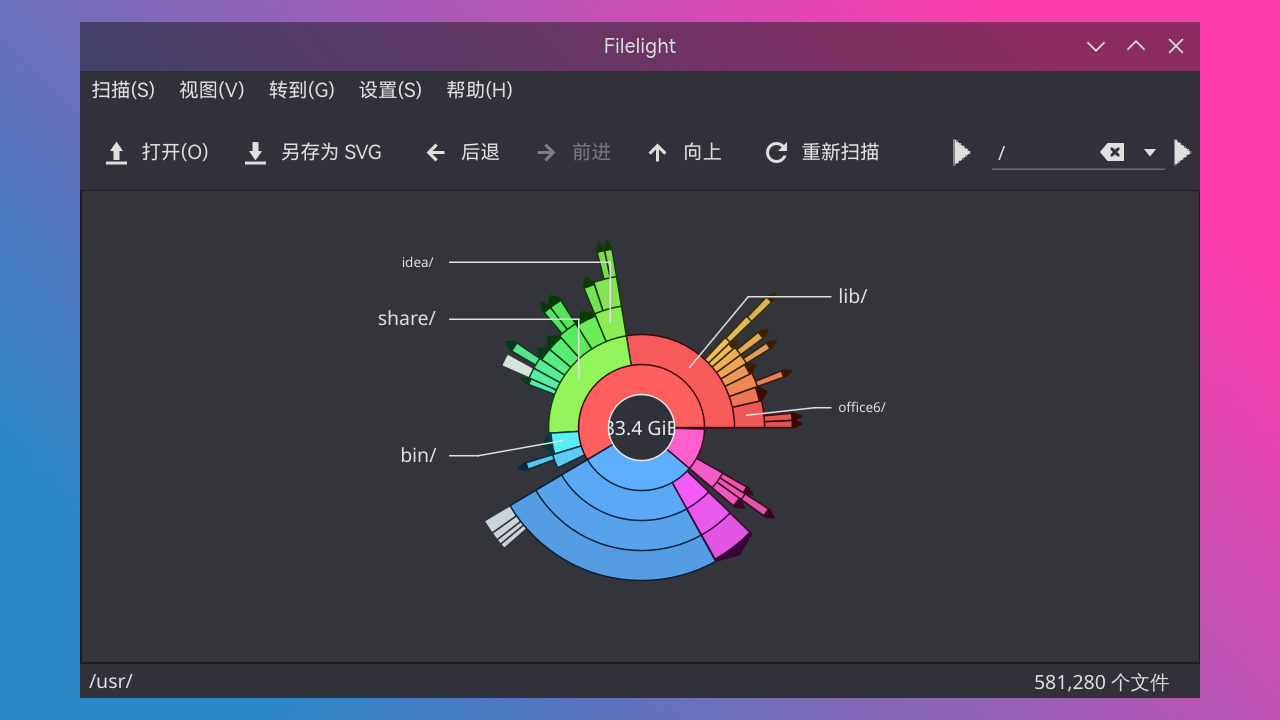 Filelight
扫描(S) 视图(V) 转到(G) 设置(S) 帮助(H)
打开(O) 另存为 SVG 后退 前进 向上 重新扫描 /
idea/
lib/
share/
office6/
33.4 GiB
bin/
/usr/ 581,280 个文件